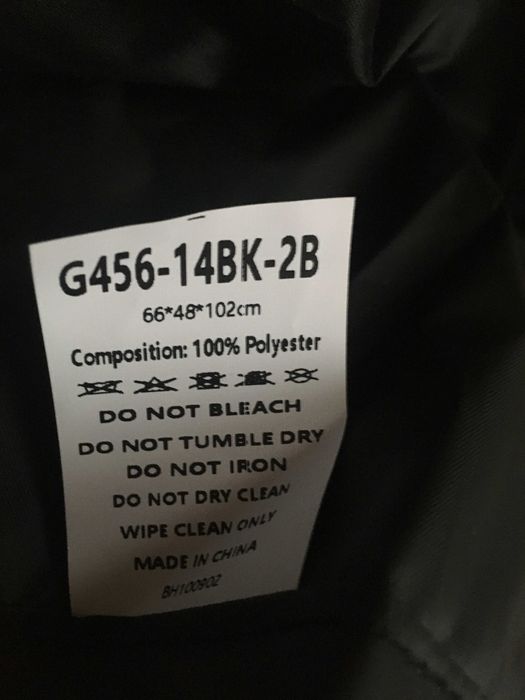 G456-14BK-2B
66*48*102cm
Composition: 100% Polyester
DO NOT BLEACH
DO NOT TUMBLE DRY
DO NOT IRON
DO NOT DRY CLEAN
WIPE CLEAN ONLY
MADE IN CHINA
BH100902